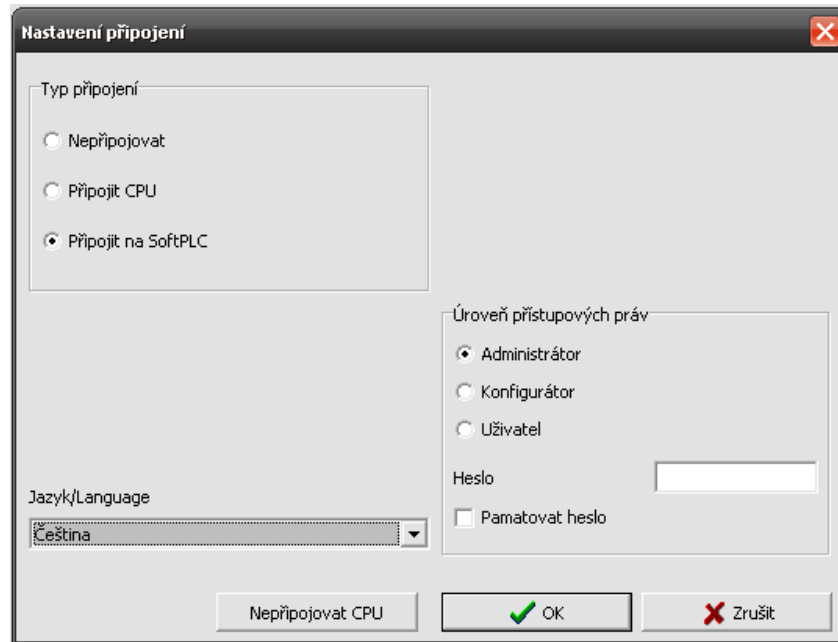 Nastavení připojení
Typ připojení
Nepřipojovat
Připojit CPU
Připojit na SoftPLC
Úroveň přístupových práv
Administrátor
Konfigurátor
Uživatel
Heslo
Pamatovat heslo
Jazyk/Language
Čeština
Nepřipojovat CPU
OK
Zrušit